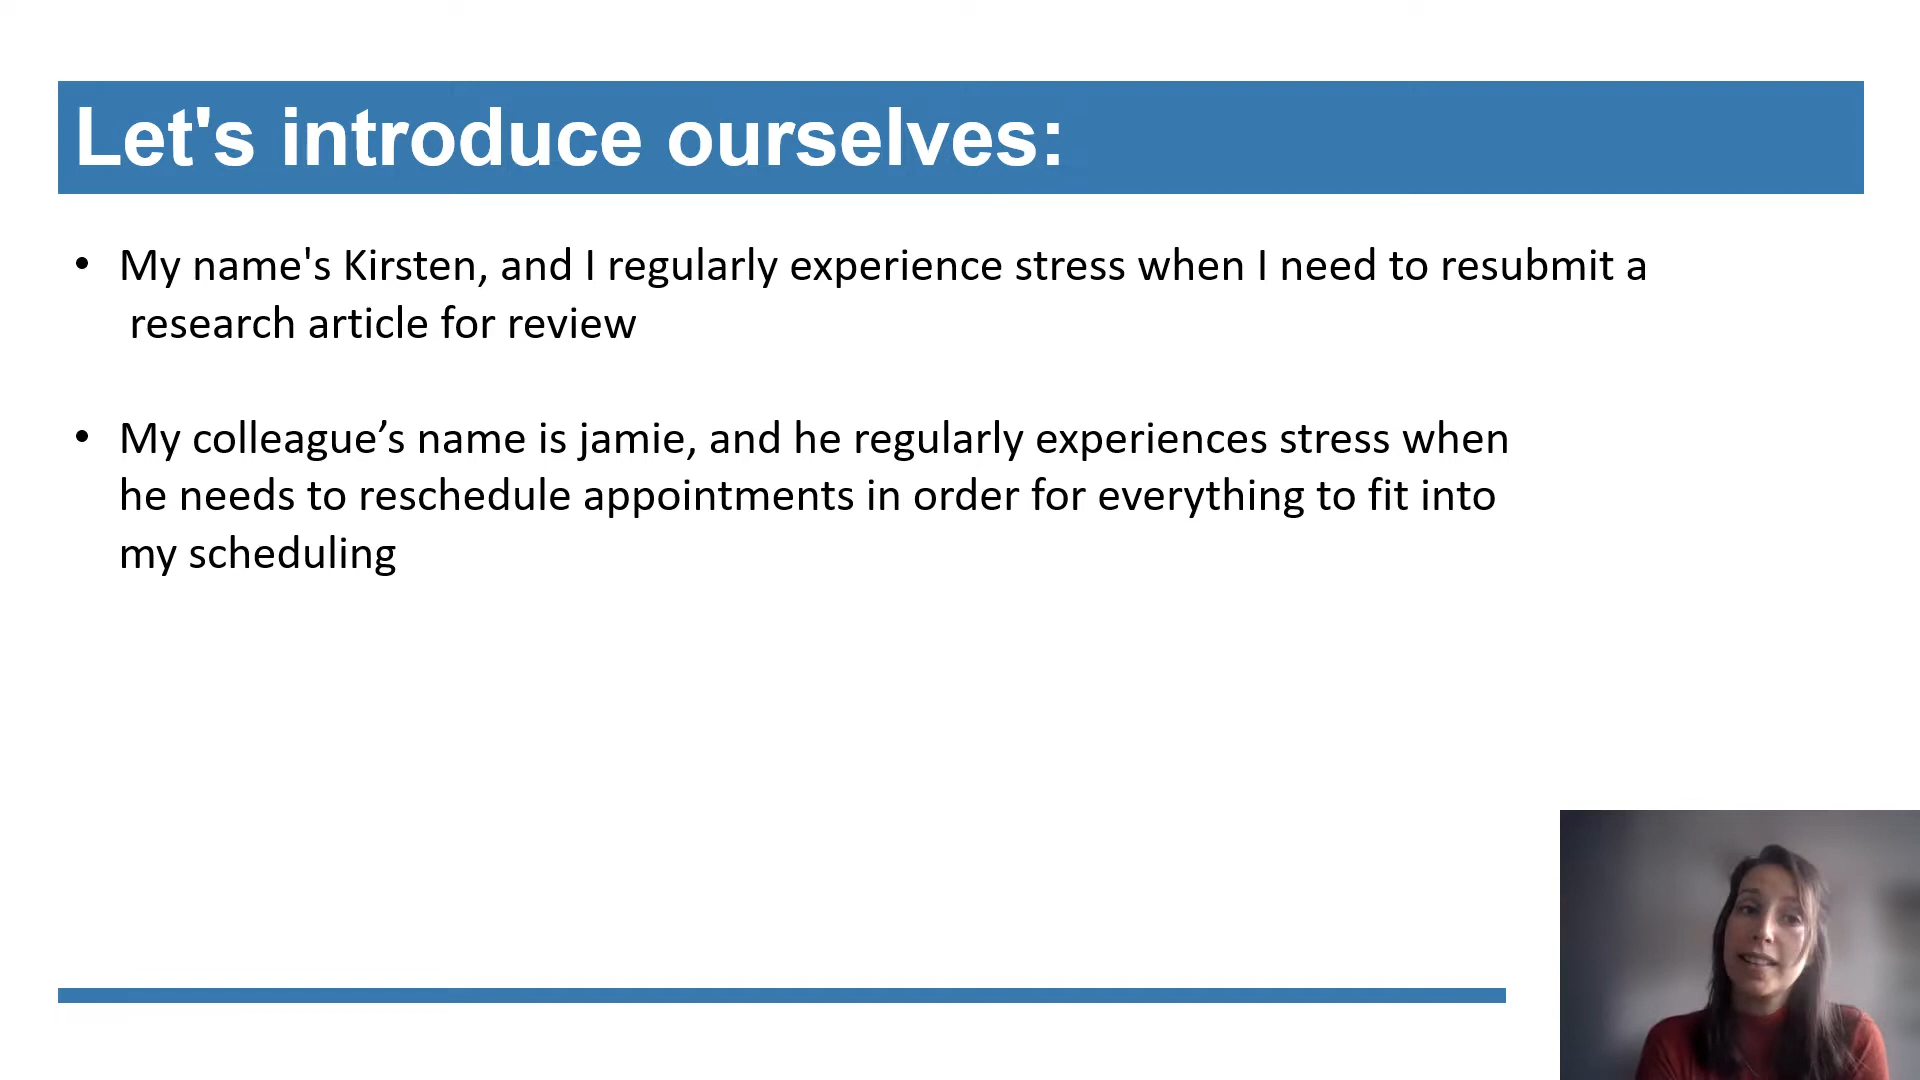 Let's introduce ourselves:
• My name's Kirsten, and I regularly experience stress when I need to resubmit a
research article for review
• My colleague’s name is jamie, and he regularly experiences stress when
he needs to reschedule appointments in order for everything to fit into
my scheduling